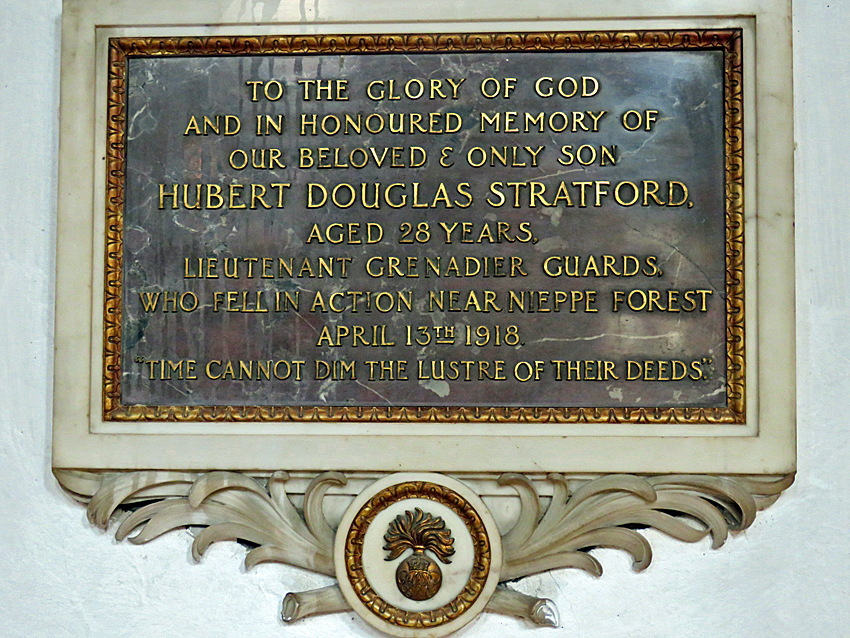 TO THE GLORY OF GOD
AND IN HONOURED MEMORY OF
OUR BELOVED & ONLY SON
HUBERT DOUGLAS STRATFORD,
AGED 28 YEARS,
LIEUTENANT GRENADIER GUARDS,
WHO FELL IN ACTION NEAR NIEPPE FOREST
APRIL 13TH 1918.
"TIME CANNOT DIM THE LUSTRE OF THEIR DEEDS."